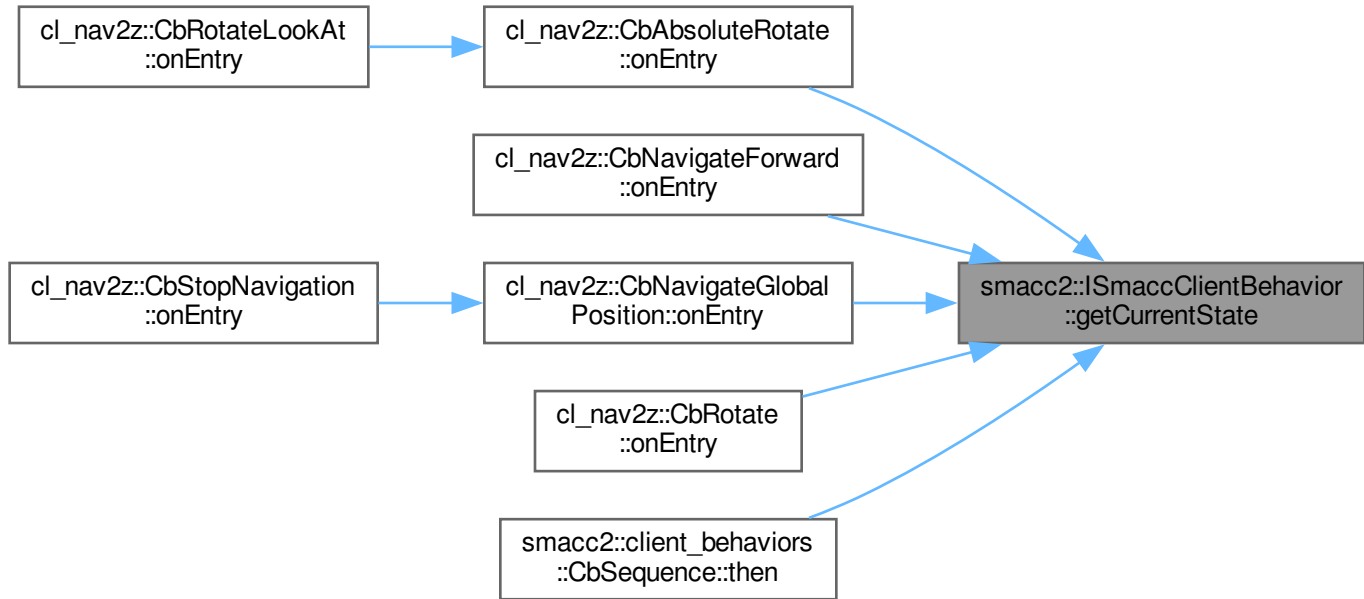 cl_nav2z::CbRotateLookAt
::onEntry
cl_nav2z::CbAbsoluteRotate
::onEntry
cl_nav2z::CbNavigateForward
::onEntry
cl_nav2z::CbStopNavigation
::onEntry
cl_nav2z::CbNavigateGlobal
Position::onEntry
smacc2::ISmaccClientBehavior
::getCurrentState
cl_nav2z::CbRotate
::onEntry
smacc2::client_behaviors
::CbSequence::then